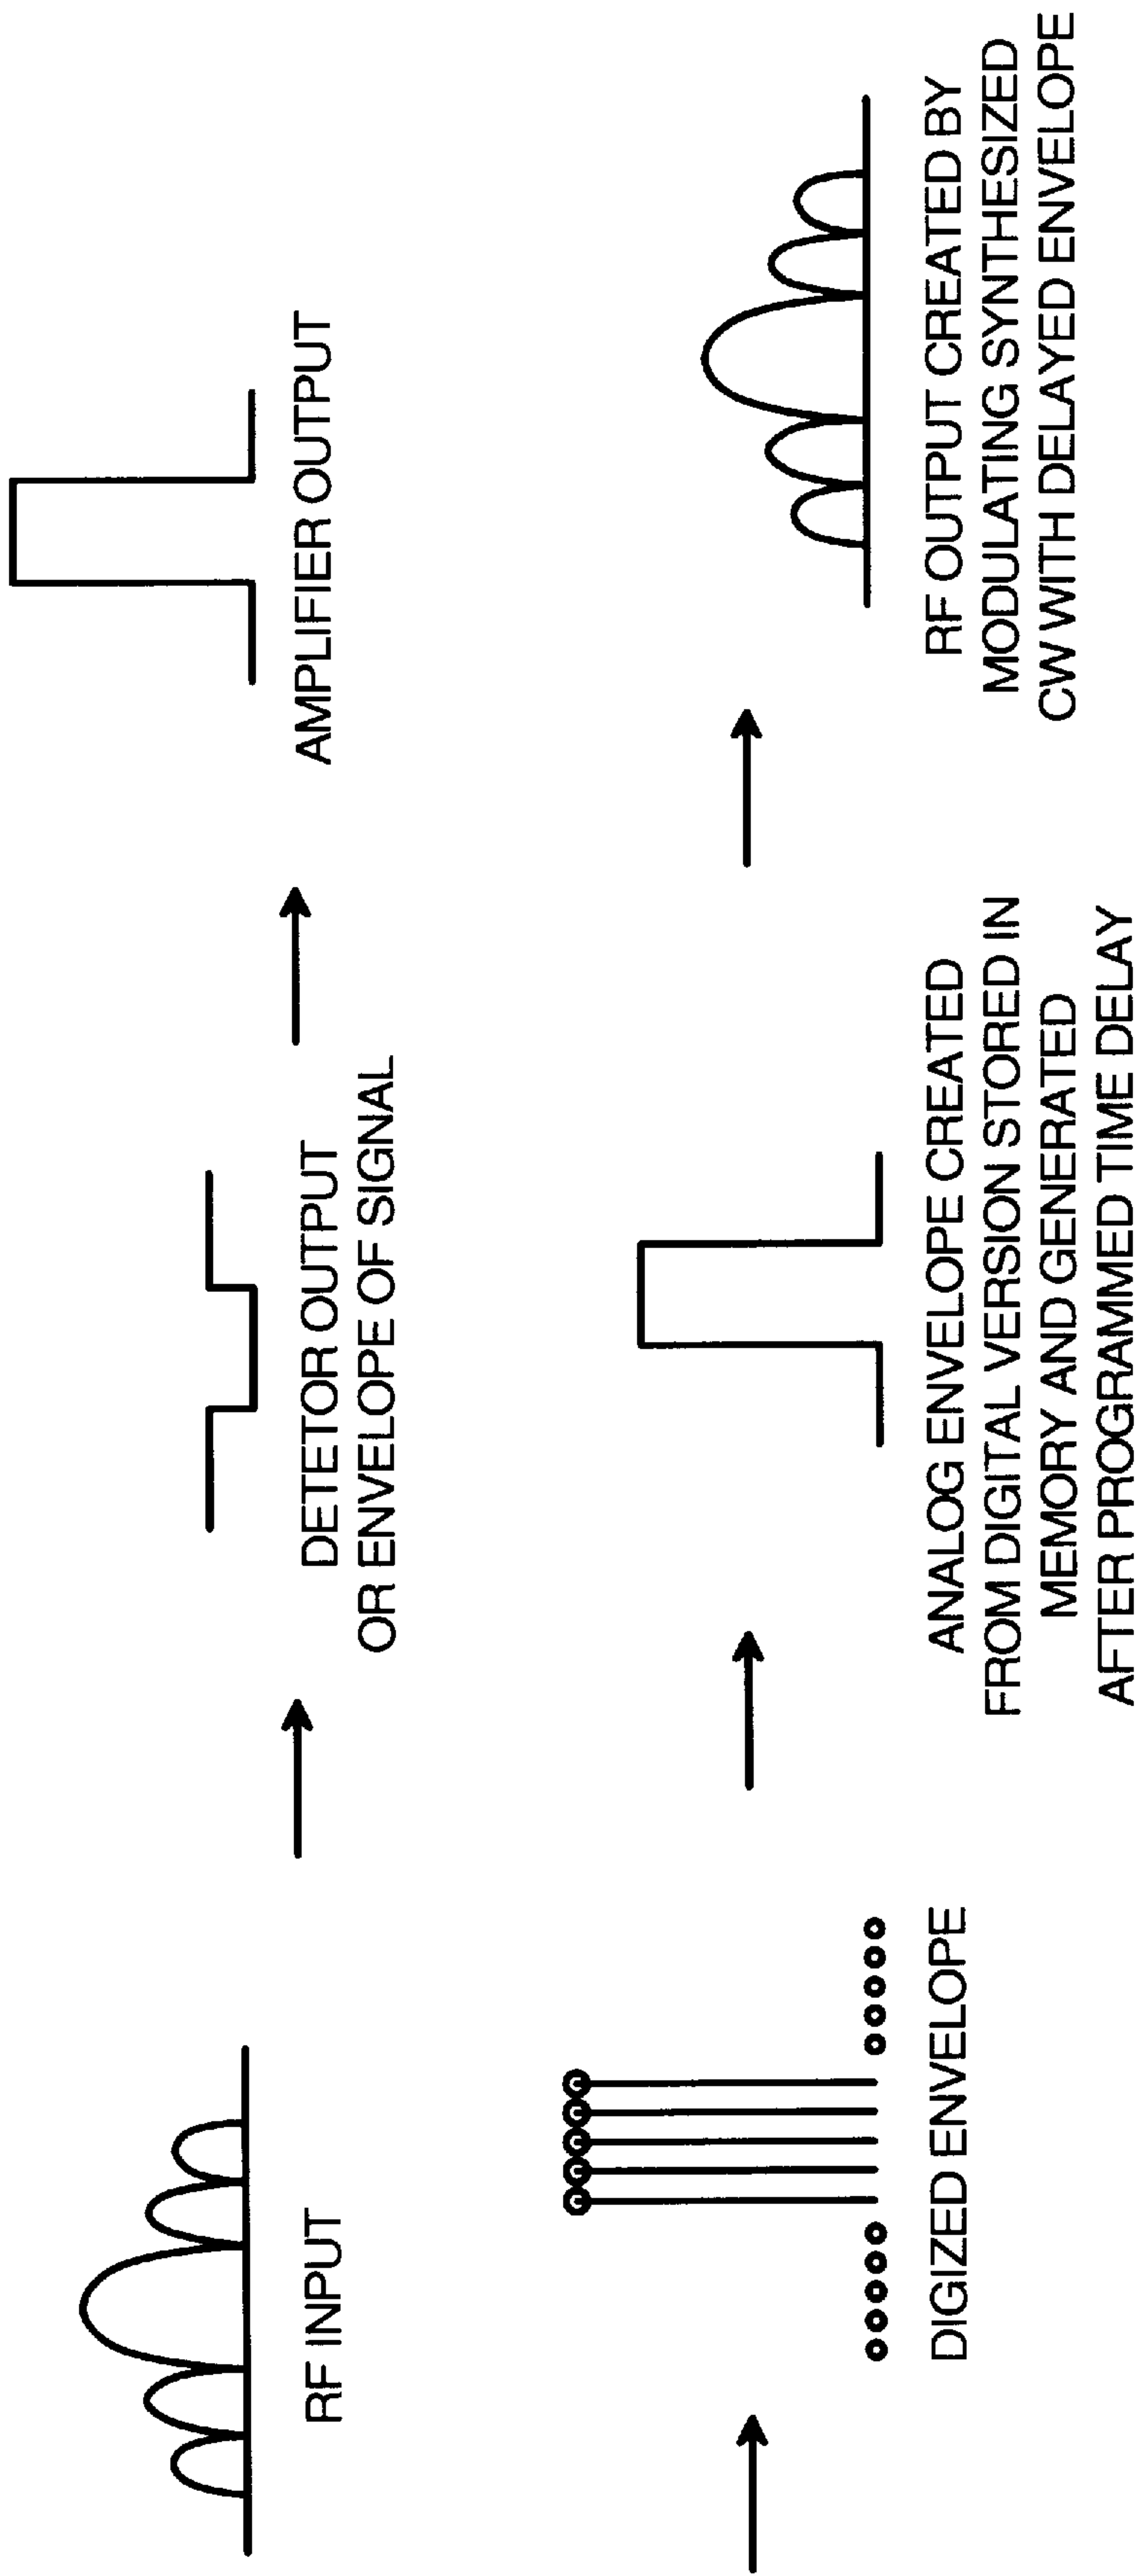 RF INPUT
DETETOR OUTPUT
OR ENVELOPE OF SIGNAL
AMPLIFIER OUTPUT
DIGIZED ENVELOPE
ANALOG ENVELOPE CREATED
FROM DIGITAL VERSION STORED IN
MEMORY AND GENERATED
AFTER PROGRAMMED TIME DELAY
RF OUTPUT CREATED BY
MODULATING SYNTHESIZED
CW WITH DELAYED ENVELOPE